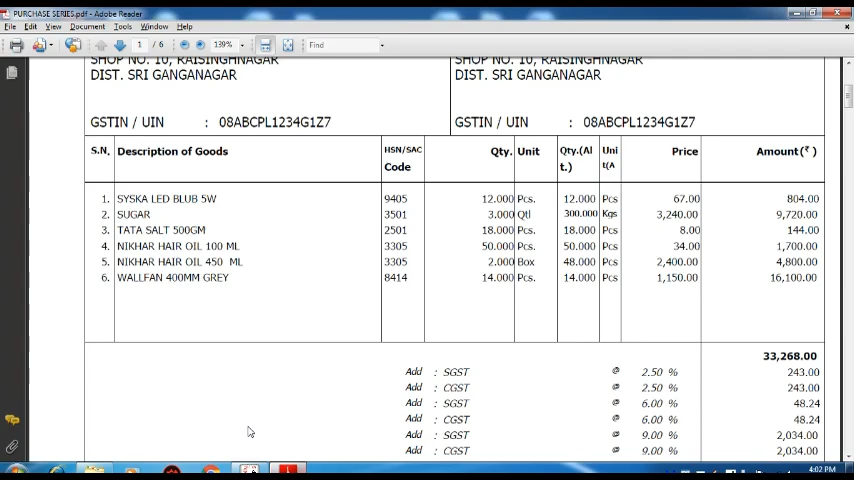 PURCHASE SERIES.pdf - Adobe Reader
File Edit View Document Tools Window Help
1 / 6 139% Find
SHOP NO. 10, RAISINGHNAGAR SHOP NO. 10, RAISINGHNAGAR
DIST. SRI GANGANAGAR DIST. SRI GANGANAGAR
GSTIN / UIN : 08ABCPL1234G1Z7 GSTIN / UIN : 08ABCPL1234G1Z7
S.N. Description of Goods HSN/SAC Code Qty. Unit Qty.(Alt.) Unit(A Price Amount(₹ )
1. SYSKA LED BLUB 5W 9405 12.000 Pcs. 12.000 Pcs 67.00 804.00
2. SUGAR 3501 3.000 Qtl 300.000 Kgs 3,240.00 9,720.00
3. TATA SALT 500GM 2501 18.000 Pcs. 18.000 Pcs 8.00 144.00
4. NIKHAR HAIR OIL 100 ML 3305 50.000 Pcs. 50.000 Pcs 34.00 1,700.00
5. NIKHAR HAIR OIL 450 ML 3305 2.000 Box 48.000 Pcs 2,400.00 4,800.00
6. WALLFAN 400MM GREY 8414 14.000 Pcs. 14.000 Pcs 1,150.00 16,100.00
33,268.00
Add : SGST @ 2.50 % 243.00
Add : CGST @ 2.50 % 243.00
Add : SGST @ 6.00 % 48.24
Add : CGST @ 6.00 % 48.24
Add : SGST @ 9.00 % 2,034.00
Add : CGST @ 9.00 % 2,034.00
4:02 PM